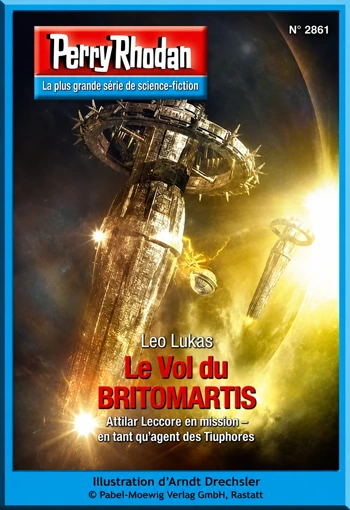 N° 2861
Perry Rhodan
La plus grande série de science-fiction
Leo Lukas
Le Vol du
BRITOMARTIS
Attilar Leccore en mission –
en tant qu'agent des Tiuphores
Illustration d'Arndt Drechsler
© Pabel-Moewig Verlag GmbH, Rastatt